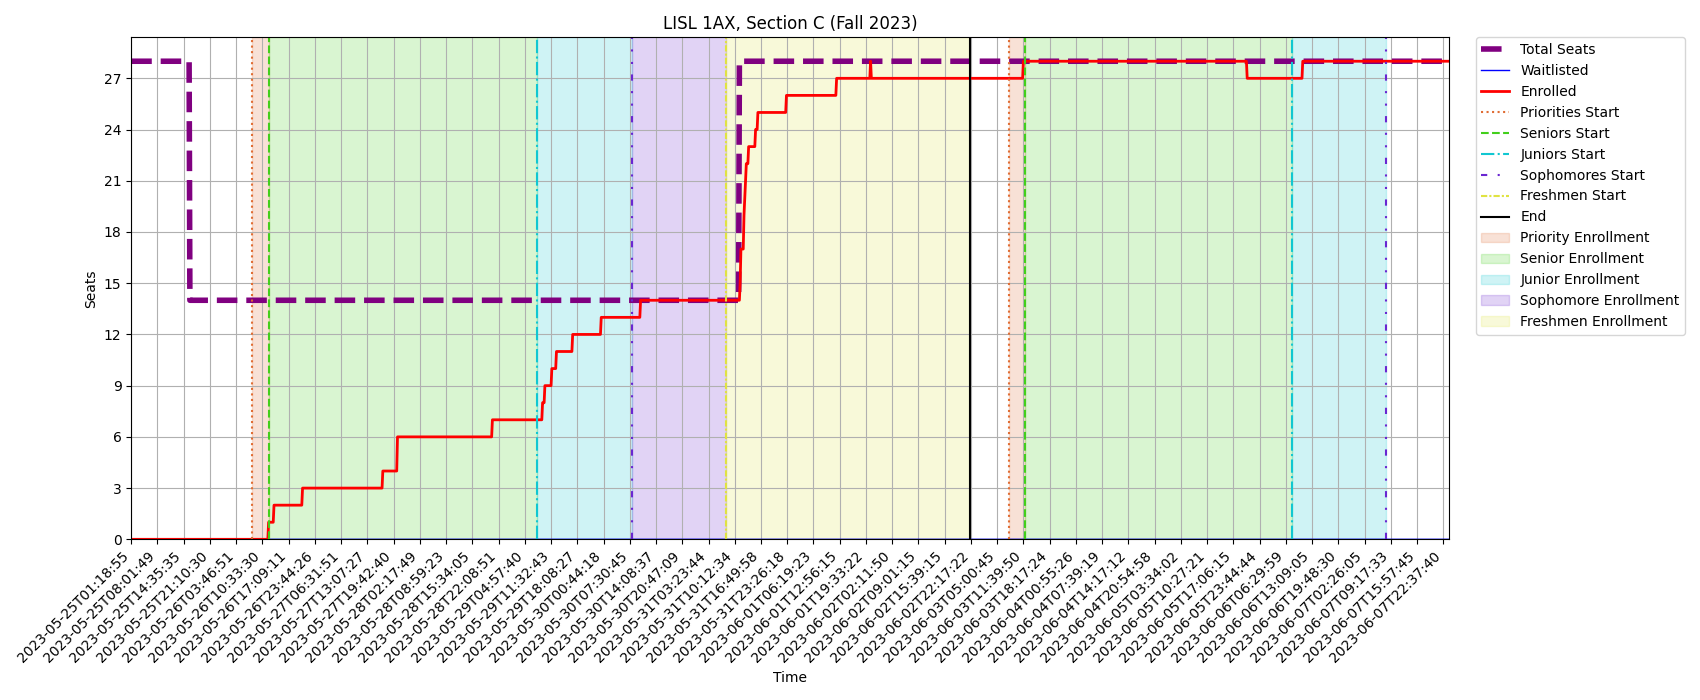 LISL 1AX, Section C (Fall 2023)
Seats
27
24
21
18
15
12
9
6
3
0
2023-05-25T01:18:55
2023-05-25T08:01:49
2023-05-25T14:35:35
2023-05-25T21:10:30
2023-05-26T03:46:51
2023-05-26T10:33:30
2023-05-26T17:09:11
2023-05-26T23:44:26
2023-05-27T06:31:51
2023-05-27T13:07:27
2023-05-27T19:42:40
2023-05-28T02:17:49
2023-05-28T08:59:23
2023-05-28T15:34:05
2023-05-28T22:08:51
2023-05-29T04:57:40
2023-05-29T11:32:43
2023-05-29T18:08:27
2023-05-30T00:44:18
2023-05-30T07:30:45
2023-05-30T14:08:37
2023-05-30T20:47:09
2023-05-31T03:23:44
2023-05-31T10:12:34
2023-05-31T16:49:58
2023-05-31T23:26:18
2023-06-01T06:19:23
2023-06-01T12:56:15
2023-06-01T19:33:22
2023-06-02T02:11:50
2023-06-02T09:01:15
2023-06-02T15:39:15
2023-06-02T22:17:22
2023-06-03T05:00:45
2023-06-03T11:39:50
2023-06-03T18:17:24
2023-06-04T00:55:26
2023-06-04T07:39:19
2023-06-04T14:17:12
2023-06-04T20:54:58
2023-06-05T03:34:02
2023-06-05T10:27:21
2023-06-05T17:06:15
2023-06-05T23:44:44
2023-06-06T06:29:59
2023-06-06T13:09:05
2023-06-06T19:48:30
2023-06-07T02:26:05
2023-06-07T09:17:33
2023-06-07T15:57:45
2023-06-07T22:37:40
Time
Total Seats
Waitlisted
Enrolled
Priorities Start
Seniors Start
Juniors Start
Sophomores Start
Freshmen Start
End
Priority Enrollment
Senior Enrollment
Junior Enrollment
Sophomore Enrollment
Freshmen Enrollment